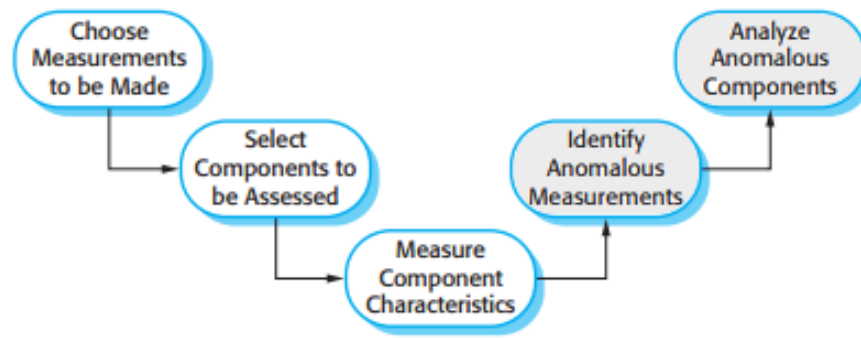 Choose
Measurements
to be Made
Select
Components to
be Assessed
Measure
Component
Characteristics
Identify
Anomalous
Measurements
Analyze
Anomalous
Components